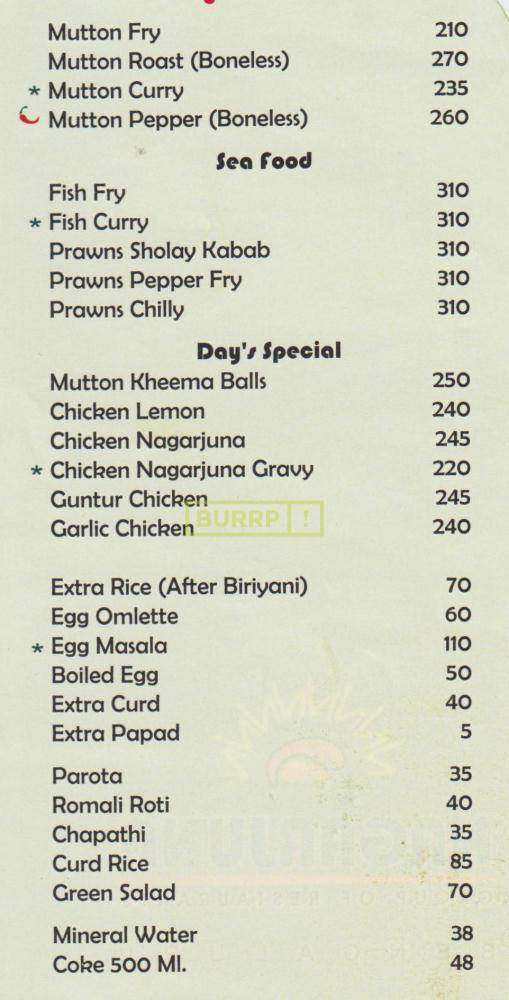 Mutton Fry 210
Mutton Roast (Boneless) 270
* Mutton Curry 235
Mutton Pepper (Boneless) 260
Sea Food
Fish Fry 310
* Fish Curry 310
Prawns Sholay Kabab 310
Prawns Pepper Fry 310
Prawns Chilly 310
Day's Special
Mutton Kheema Balls 250
Chicken Lemon 240
Chicken Nagarjuna 245
* Chicken Nagarjuna Gravy 220
Guntur Chicken 245
Garlic Chicken 240
BURRP!
Extra Rice (After Biriyani) 70
Egg Omlette 60
* Egg Masala 110
Boiled Egg 50
Extra Curd 40
Extra Papad 5
Parota 35
Romali Roti 40
Chapathi 35
Curd Rice 85
Green Salad 70
Mineral Water 38
Coke 500 Ml. 48